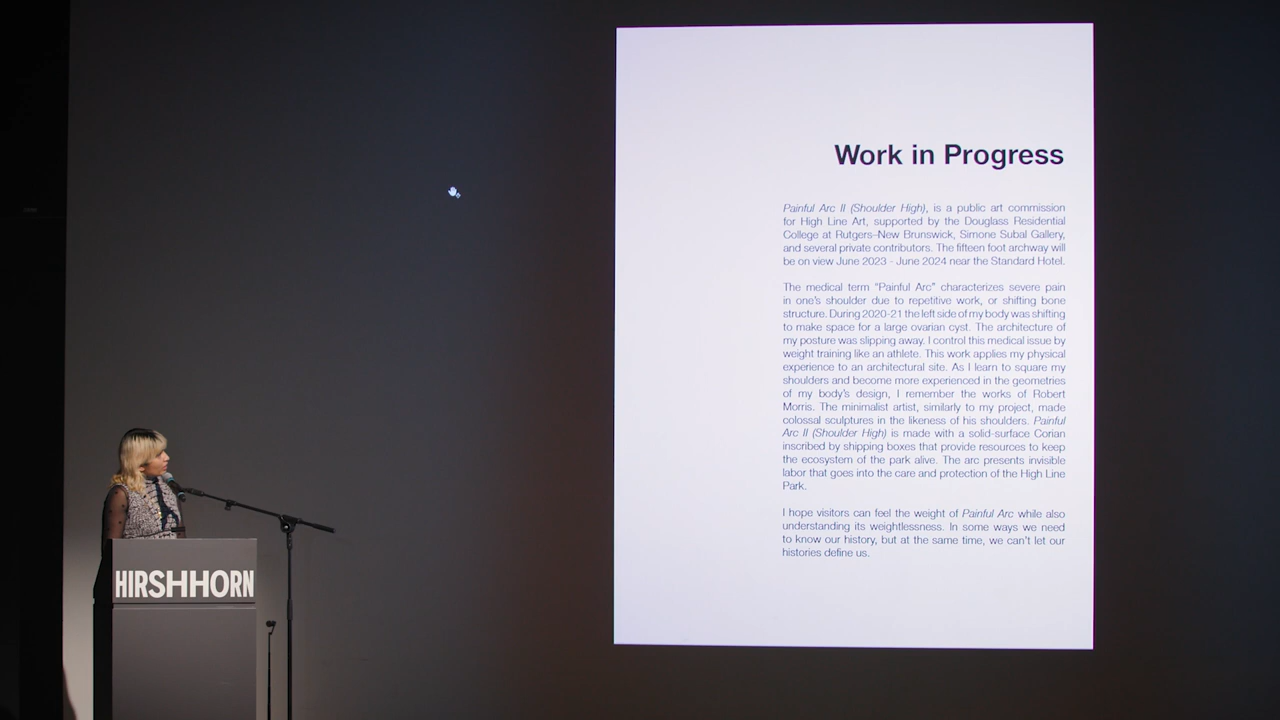 Work in Progress
Painful Arc II (Shoulder High), is a public art commission
for High Line Art, supported by the Douglass Residential
College at Rutgers–New Brunswick, Simone Subal Gallery,
and several private contributors. The fifteen foot archway will
be on view June 2023 - June 2024 near the Standard Hotel.
The medical term “Painful Arc” characterizes severe pain
in one's shoulder due to repetitive work, or shifting bone
structure. During 2020-21 the left side of my body was shifting
to make space for a large ovarian cyst. The architecture of
my posture was slipping away. I control this medical issue by
weight training like an athlete. This work applies my physical
experience to an architectural site. As I learn to square my
shoulders and become more experienced in the geometries
of my body's design, I remember the works of Robert
Morris. The minimalist artist, similarly to my project, made
colossal sculptures in the likeness of his shoulders. Painful
Arc II (Shoulder High) is made with a solid-surface Corian
inscribed by shipping boxes that provide resources to keep
the ecosystem of the park alive. The arc presents invisible
labor that goes into the care and protection of the High Line
Park.
I hope visitors can feel the weight of Painful Arc while also
understanding its weightlessness. In some ways we need
to know our history, but at the same time, we can't let our
histories define us.
HIRSHHORN